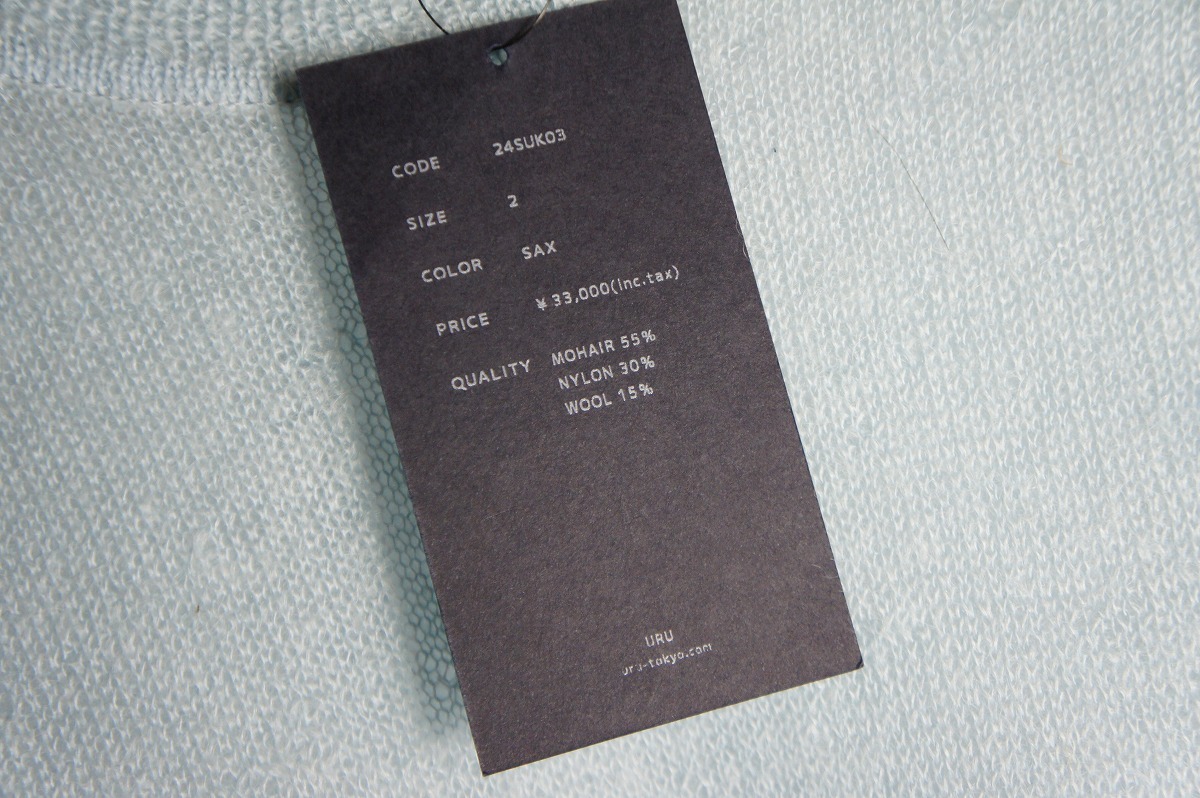 CODE 24SUK03
SIZE 2
COLOR SAX
PRICE ¥33,000(inc.tax)
QUALITY MOHAIR 55%
NYLON 30%
WOOL 15%
URU
uru-tokyo.com